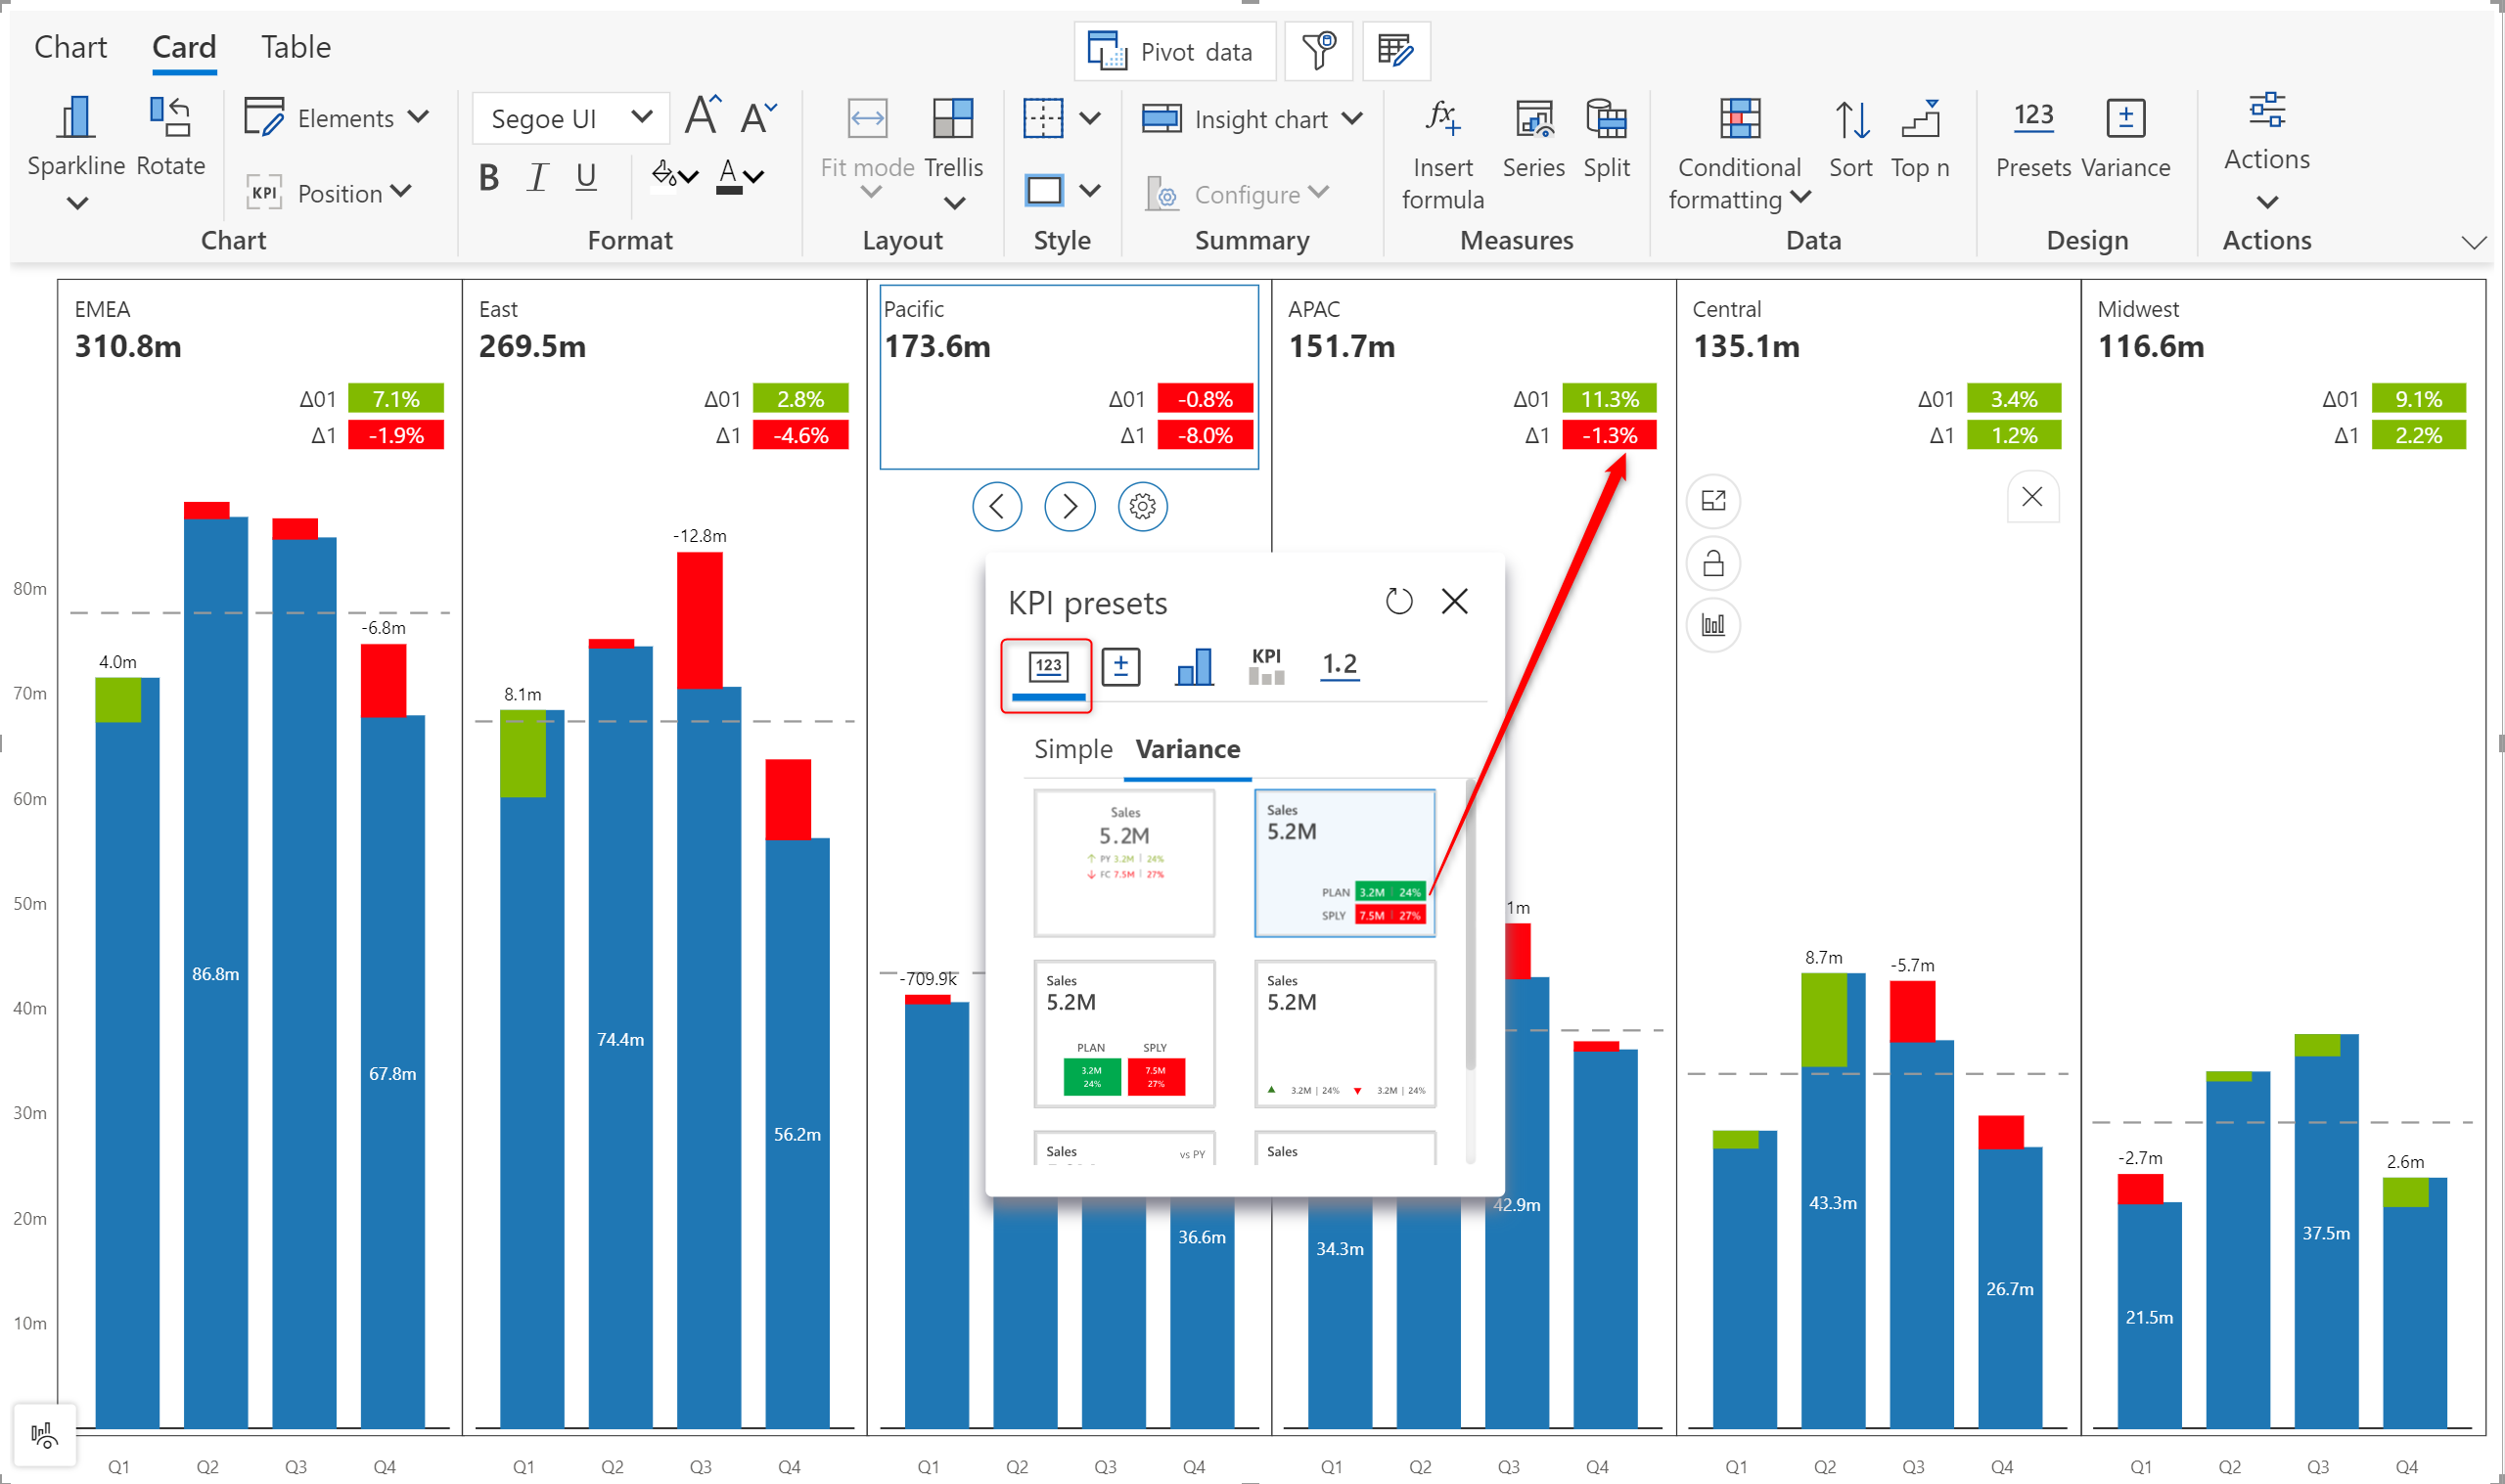 Chart Card Table
Pivot data
Sparkline Rotate
Elements
KPI Position
Chart
Segoe UI A A
B I U A
Format
Fit mode Trellis
Layout
Style
Insight chart
Configure
Summary
fx
Insert formula
Series Split
Measures
Conditional formatting
Sort Top n
Data
123
Presets Variance
Design
Actions
Actions
EMEA
310.8m
Δ01 7.1%
Δ1 -1.9%
East
269.5m
Δ01 2.8%
Δ1 -4.6%
Pacific
173.6m
Δ01 -0.8%
Δ1 -8.0%
APAC
151.7m
Δ01 11.3%
Δ1 -1.3%
Central
135.1m
Δ01 3.4%
Δ1 1.2%
Midwest
116.6m
Δ01 9.1%
Δ1 2.2%
80m
70m
60m
50m
40m
30m
20m
10m
4.0m
-6.8m
86.8m
67.8m
8.1m
-12.8m
74.4m
56.2m
-709.9k
36.6m
KPI presets
123 KPI 1.2
Simple Variance
Sales
5.2M
PY 3.2M | 24%
FC 7.5M | 27%
Sales
5.2M
PLAN 3.2M | 24%
SPLY 7.5M | 27%
Sales
5.2M
PLAN SPLY
3.2M 7.5M
24% 27%
Sales
5.2M
3.2M | 24% 3.2M | 24%
Sales vs PY
Sales
1m
42.9m
34.3m
8.7m
-5.7m
43.3m
26.7m
-2.7m
2.6m
37.5m
21.5m
Q1 Q2 Q3 Q4
Q1 Q2 Q3 Q4
Q1 Q2 Q3 Q4
Q1 Q2 Q3 Q4
Q1 Q2 Q3 Q4
Q1 Q2 Q3 Q4